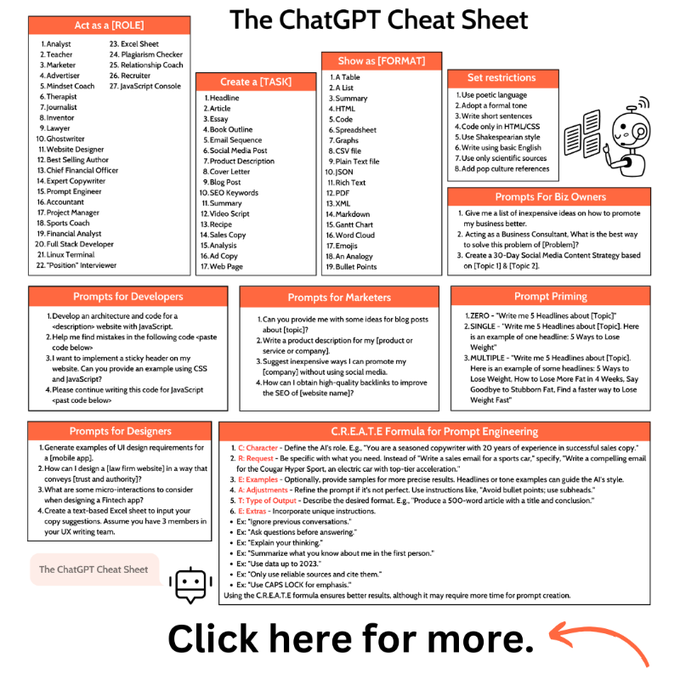 The ChatGPT Cheat Sheet
Act as a [ROLE]
1. Analyst
2. Teacher
3. Marketer
4. Advertiser
5. Mindset Coach
6. Therapist
7. Journalist
8. Inventor
9. Lawyer
10. Ghostwriter
11. Website Designer
12. Best Selling Author
13. Chief Financial Officer
14. Expert Copywriter
15. Prompt Engineer
16. Accountant
17. Project Manager
18. Sports Coach
19. Financial Analyst
20. Full Stack Developer
21. Linux Terminal
22. "Position" Interviewer
23. Excel Sheet
24. Plagiarism Checker
25. Relationship Coach
26. Recruiter
27. JavaScript Console
Create a [TASK]
1. Headline
2. Article
3. Essay
4. Book Outline
5. Email Sequence
6. Social Media Post
7. Product Description
8. Cover Letter
9. Blog Post
10. SEO Keywords
11. Summary
12. Video Script
13. Recipe
14. Sales Copy
15. Analysis
16. Ad Copy
17. Web Page
Show as [FORMAT]
1. A Table
2. A List
3. Summary
4. HTML
5. Code
6. Spreadsheet
7. Graphs
8. CSV file
9. Plain Text file
10. JSON
11. Rich Text
12. PDF
13. XML
14. Markdown
15. Gantt Chart
16. Word Cloud
17. Emojis
18. An Analogy
19. Bullet Points
Set restrictions
1. Use poetic language
2. Adopt a formal tone
3. Write short sentences
4. Code only in HTML/CSS
5. Use Shakespearian style
6. Write using basic English
7. Use only scientific sources
8. Add pop culture references
Prompts For Biz Owners
1. Give me a list of inexpensive ideas on how to promote
my business better.
2. Acting as a Business Consultant, What is the best way
to solve this problem of [Problem]?
3. Create a 30-Day Social Media Content Strategy based
on [Topic 1] & [Topic 2].
Prompts for Developers
1. Develop an architecture and code for a
<description> website with JavaScript.
2. Help me find mistakes in the following code <paste
code below>
3. I want to implement a sticky header on my
website. Can you provide an example using CSS
and JavaScript?
4. Please continue writing this code for JavaScript
<past code below>
Prompts for Marketers
1. Can you provide me with some ideas for blog posts
about [topic]?
2. Write a product description for my [product or
service or company].
3. Suggest inexpensive ways I can promote my
[company] without using social media.
4. How can I obtain high-quality backlinks to improve
the SEO of [website name]?
Prompt Priming
1. ZERO - "Write me 5 Headlines about [Topic]"
2. SINGLE - "Write me 5 Headlines about [Topic]. Here
is an example of one headline: 5 Ways to Lose
Weight"
3. MULTIPLE - "Write me 5 Headlines about [Topic].
Here is an example of some headlines: 5 Ways to
Lose Weight, How to Lose More Fat in 4 Weeks, Say
Goodbye to Stubborn Fat, Find a faster way to Lose
Weight Fast"
Prompts for Designers
1. Generate examples of UI design requirements for
a [mobile app].
2. How can I design a [law firm website] in a way that
conveys [trust and authority]?
3. What are some micro-interactions to consider
when designing a Fintech app?
4. Create a text-based Excel sheet to input your
copy suggestions. Assume you have 3 members in
your UX writing team.
C.R.E.A.T.E Formula for Prompt Engineering
1. C: Character - Define the AI's role. E.g., "You are a seasoned copywriter with 20 years of experience in successful sales copy."
2. R: Request - Be specific with what you need. Instead of "Write a sales email for a sports car," specify, "Write a compelling email
for the Cougar Hyper Sport, an electric car with top-tier acceleration."
3. E: Examples - Optionally, provide samples for more precise results. Headlines or tone examples can guide the AI's style.
4. A: Adjustments - Refine the prompt if it's not perfect. Use instructions like, "Avoid bullet points; use subheads."
5. T: Type of Output - Describe the desired format. E.g., "Produce a 500-word article with a title and conclusion."
6. E: Extras - Incorporate unique instructions.
• Ex: "Ignore previous conversations."
• Ex: "Ask questions before answering."
• Ex: "Explain your thinking."
• Ex: "Summarize what you know about me in the first person."
• Ex: "Use data up to 2023."
• Ex: "Only use reliable sources and cite them."
• Ex: "Use CAPS LOCK for emphasis."
Using the C.R.E.A.T.E formula ensures better results, although it may require more time for prompt creation.
The ChatGPT Cheat Sheet
Click here for more.